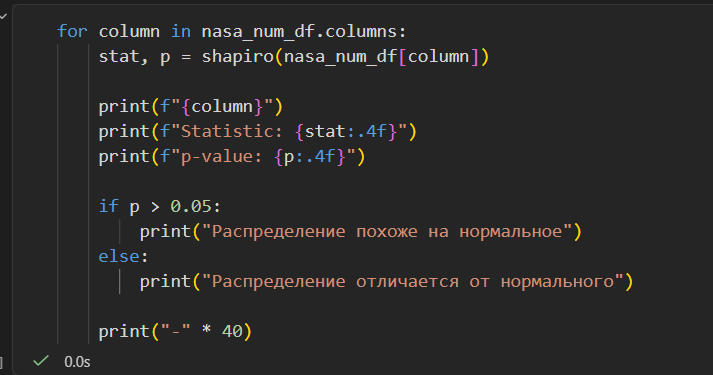 for column in nasa_num_df.columns:
    stat, p = shapiro(nasa_num_df[column])
    print(f"{column}")
    print(f"Statistic: {stat:.4f}")
    print(f"p-value: {p:.4f}")
    if p > 0.05:
        print("Распределение похоже на нормальное")
    else:
        print("Распределение отличается от нормального")
    print("-" * 40)
]
0.0s